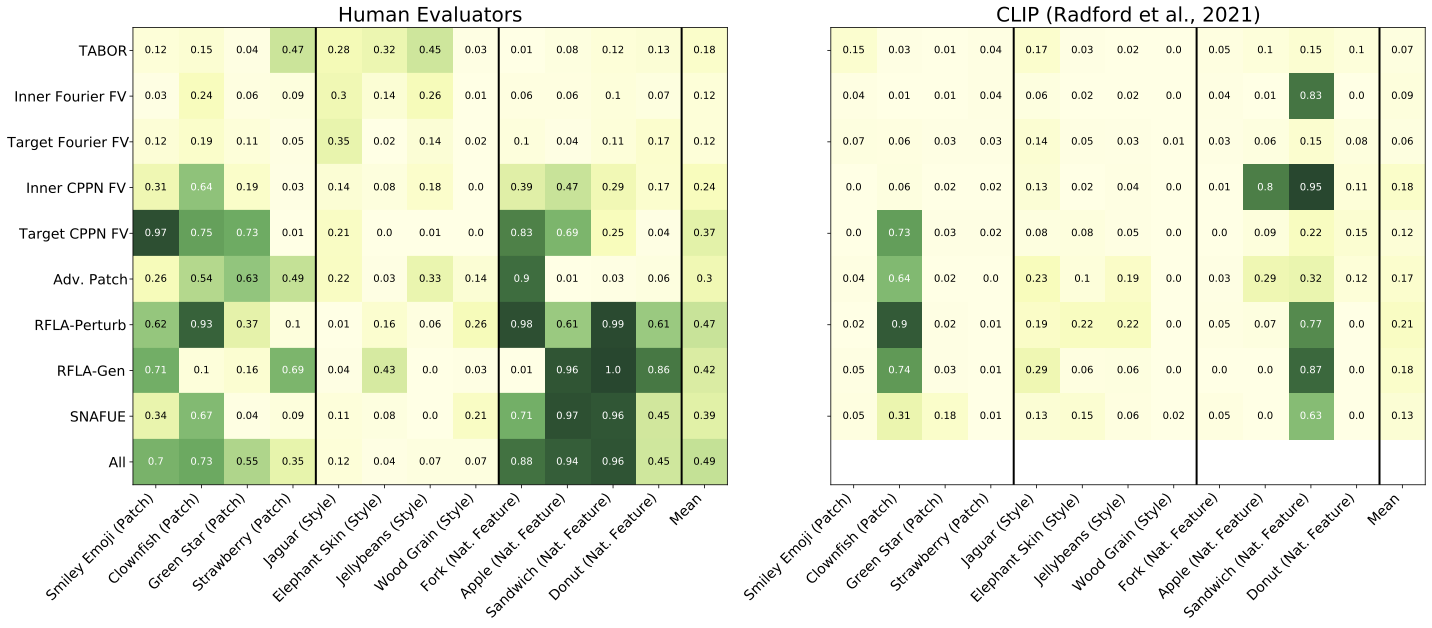 Human Evaluators
TABOR 0.12 0.15 0.04 0.47 0.28 0.32 0.45 0.03 0.01 0.08 0.12 0.13 0.18
Inner Fourier FV 0.03 0.24 0.06 0.09 0.3 0.14 0.26 0.01 0.06 0.06 0.1 0.07 0.12
Target Fourier FV 0.12 0.19 0.11 0.05 0.35 0.02 0.14 0.02 0.1 0.04 0.11 0.17 0.12
Inner CPPN FV 0.31 0.64 0.19 0.03 0.14 0.08 0.18 0.0 0.39 0.47 0.29 0.17 0.24
Target CPPN FV 0.97 0.75 0.73 0.01 0.21 0.0 0.01 0.0 0.83 0.69 0.25 0.04 0.37
Adv. Patch 0.26 0.54 0.63 0.49 0.22 0.03 0.33 0.14 0.9 0.01 0.03 0.06 0.3
RFLA-Perturb 0.62 0.93 0.37 0.1 0.01 0.16 0.06 0.26 0.98 0.61 0.99 0.61 0.47
RFLA-Gen 0.71 0.1 0.16 0.69 0.04 0.43 0.0 0.03 0.01 0.96 1.0 0.86 0.42
SNAFUE 0.34 0.67 0.04 0.09 0.11 0.08 0.0 0.21 0.71 0.97 0.96 0.45 0.39
All 0.7 0.73 0.55 0.35 0.12 0.04 0.07 0.07 0.88 0.94 0.96 0.45 0.49
Smiley Emoji (Patch)
Clownfish (Patch)
Green Star (Patch)
Strawberry (Patch)
Jaguar (Style)
Elephant Skin (Style)
Jellybeans (Style)
Wood Grain (Style)
Fork (Nat. Feature)
Apple (Nat. Feature)
Sandwich (Nat. Feature)
Donut (Nat. Feature)
Mean
CLIP (Radford et al., 2021)
0.15 0.03 0.01 0.04 0.17 0.03 0.02 0.0 0.05 0.1 0.15 0.1 0.07
0.04 0.01 0.01 0.04 0.06 0.02 0.02 0.0 0.04 0.01 0.83 0.0 0.09
0.07 0.06 0.03 0.03 0.14 0.05 0.02 0.01 0.03 0.06 0.15 0.08 0.06
0.0 0.06 0.02 0.02 0.13 0.02 0.04 0.0 0.01 0.8 0.95 0.11 0.18
0.0 0.73 0.03 0.02 0.08 0.08 0.05 0.0 0.0 0.09 0.22 0.15 0.12
0.04 0.64 0.02 0.0 0.23 0.1 0.19 0.0 0.03 0.29 0.32 0.12 0.17
0.02 0.9 0.02 0.01 0.19 0.22 0.22 0.0 0.05 0.07 0.77 0.0 0.21
0.05 0.74 0.03 0.01 0.29 0.06 0.06 0.0 0.0 0.0 0.87 0.0 0.18
0.05 0.31 0.18 0.01 0.13 0.15 0.06 0.02 0.05 0.0 0.63 0.0 0.13
Smiley Emoji (Patch)
Clownfish (Patch)
Green Star (Patch)
Strawberry (Patch)
Jaguar (Style)
Elephant Skin (Style)
Jellybeans (Style)
Wood Grain (Style)
Fork (Nat. Feature)
Apple (Nat. Feature)
Sandwich (Nat. Feature)
Donut (Nat. Feature)
Mean